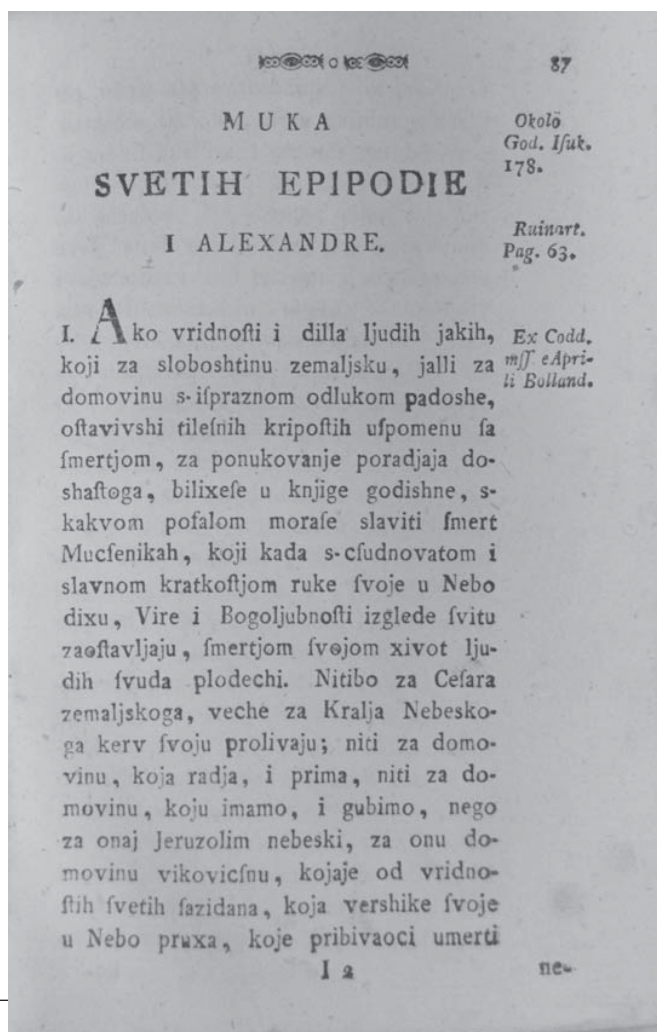 87
MUKA
SVETIH EPIPODIE
I ALEXANDRE.
Okolo
God. Iſuk.
178.
Ruinart.
Pag. 63.
Ex Codd.
mſſ. e Apri-
li Bolland.
I. Ako vridnoſti i dilla ljudih jakih,
koji za sloboshtinu zemaljsku, jalli za
domovinu s-iſpraznom odlukom padoshe,
oſtavivshi tileſnih kripoſtih uſpomenu ſa
ſmertjom, za ponukovanje poradjaja do-
shaſtoga, bilixeſe u knjige godishne, s-
kakvom pofalom moraſe slaviti ſmert
Mucſenikah, koji kada s-cſudnovatom i
slavnom kratkoſtjom ruke ſvoje u Nebo
dixu, Vire i Bogoljubnoſti izglede ſvitu
zaoſtavljaju, ſmertjom ſvojom xivot lju-
dih ſvuda plodechi. Nitibo za Ceſara
zemaljskoga, veche za Kralja Nebesko-
ga kerv ſvoju prolivaju; niti za domo-
vinu, koja radja, i prima, niti za do-
movinu, koju imamo, i gubimo, nego
za onaj Jeruzolim nebeski, za onu do-
movinu vikovicſnu, kojaje od vridno-
ſtih ſvetih ſazidana, koja vershike ſvoje
u Nebo pruxa, koje pribivaoci umerti
I 2
ne-